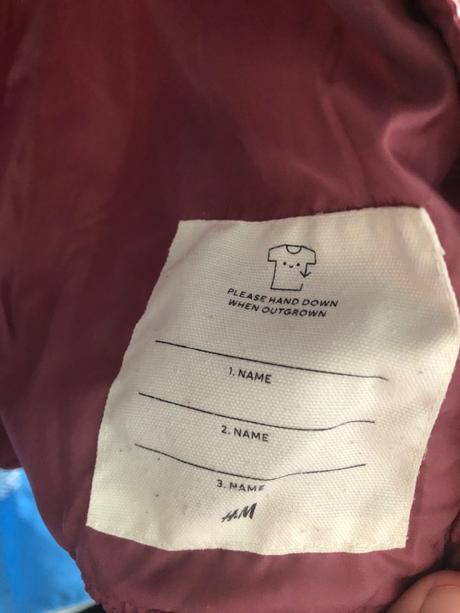 PLEASE HAND DOWN
WHEN OUTGROWN
1. NAME
2. NAME
3. NAME
H&M